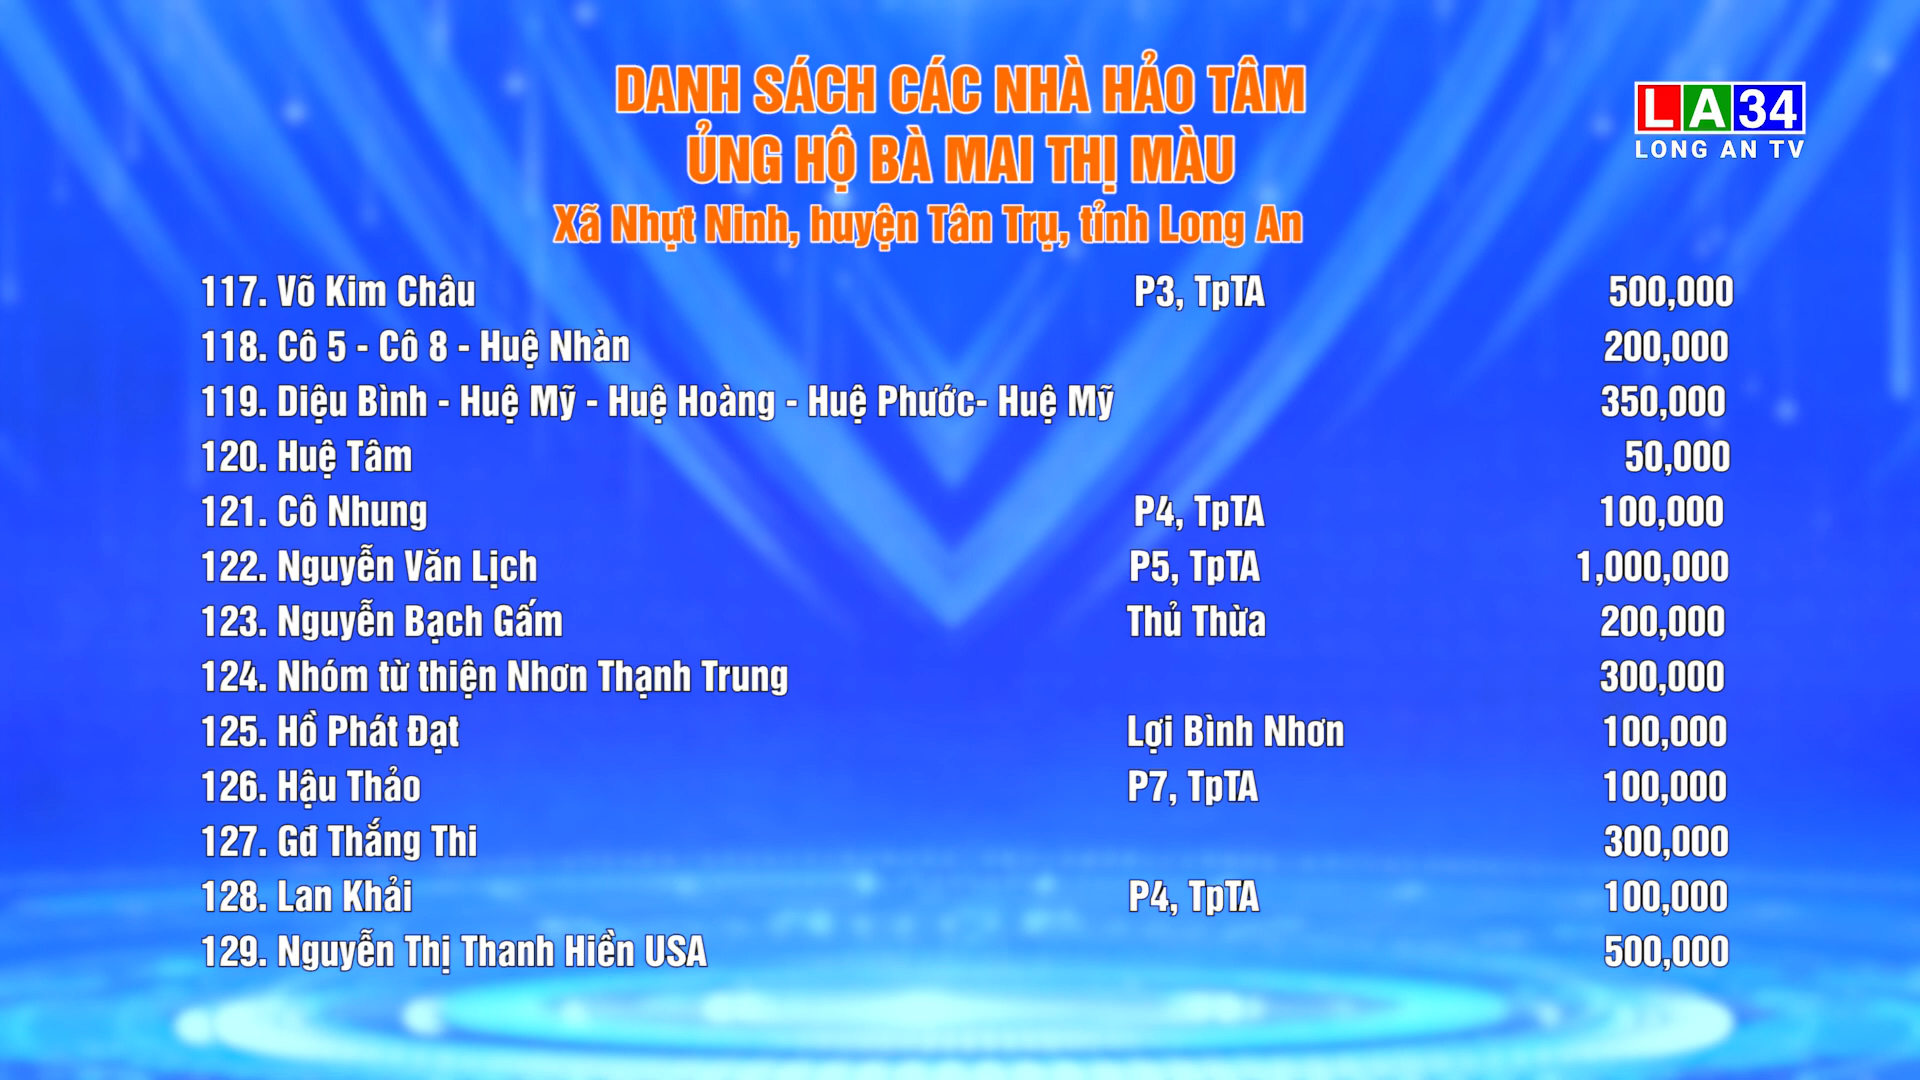 DANH SÁCH CÁC NHÀ HẢO TÂM
ỦNG HỘ BÀ MAI THỊ MÀU
Xã Nhựt Ninh, huyện Tân Trụ, tỉnh Long An
LA34
LONG AN TV
117. Võ Kim Châu P3, TpTA 500,000
118. Cô 5 - Cô 8 - Huệ Nhàn 200,000
119. Diệu Bình - Huệ Mỹ - Huệ Hoàng - Huệ Phước- Huệ Mỹ 350,000
120. Huệ Tâm 50,000
121. Cô Nhung P4, TpTA 100,000
122. Nguyễn Văn Lịch P5, TpTA 1,000,000
123. Nguyễn Bạch Gấm Thủ Thừa 200,000
124. Nhóm từ thiện Nhơn Thạnh Trung 300,000
125. Hồ Phát Đạt Lợi Bình Nhơn 100,000
126. Hậu Thảo P7, TpTA 100,000
127. Gđ Thắng Thi 300,000
128. Lan Khải P4, TpTA 100,000
129. Nguyễn Thị Thanh Hiền USA 500,000